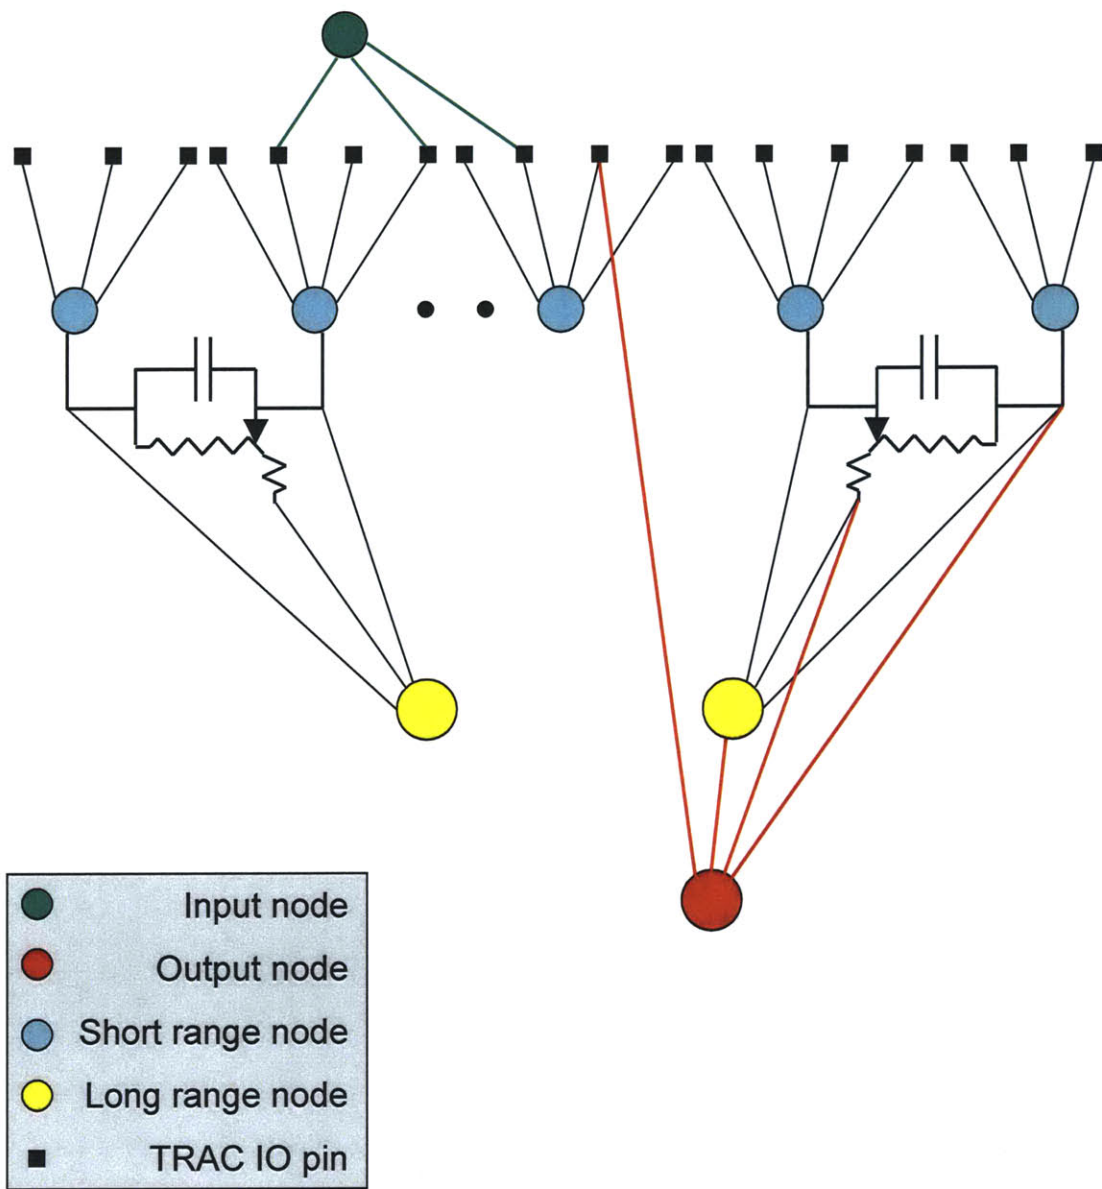 Input node
Output node
Short range node
Long range node
TRAC IO pin